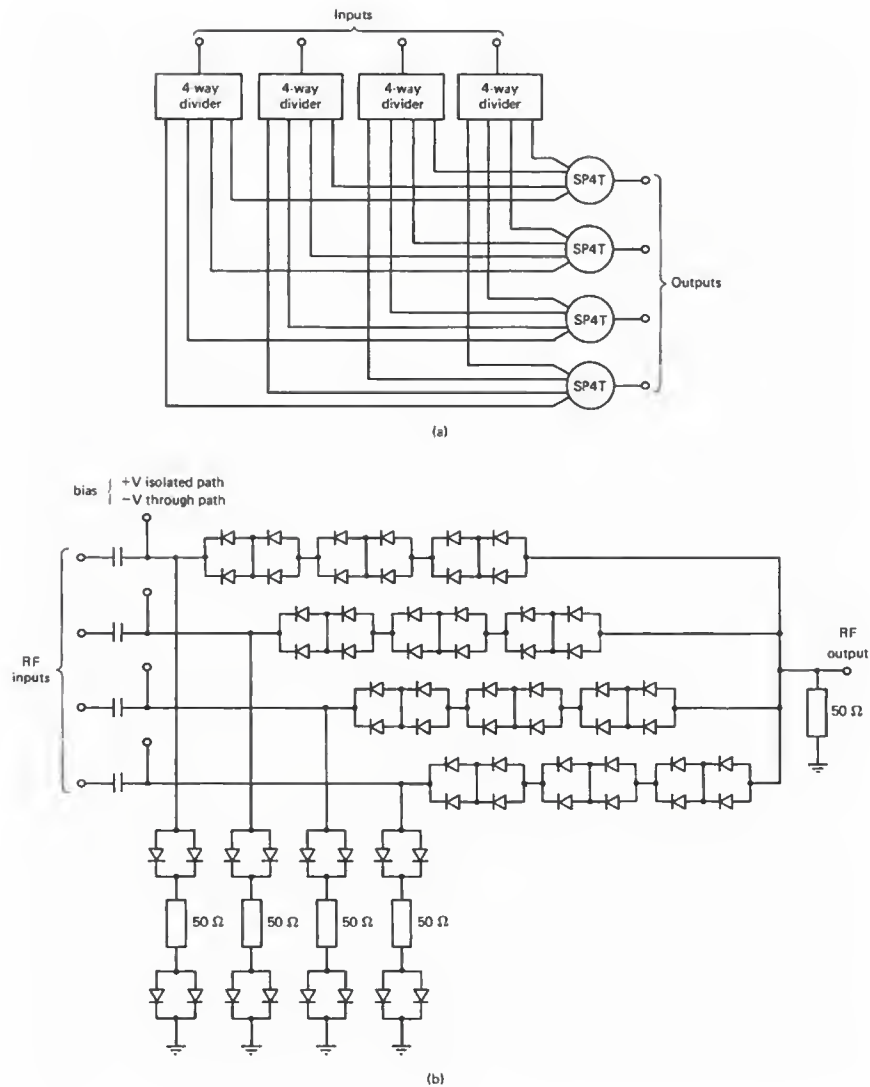 Inputs
4-way
divider
4-way
divider
4-way
divider
4-way
divider
SP4T
SP4T
SP4T
SP4T
Outputs
(a)
bias { +V isolated path
−V through path
RF
inputs
RF
output
50 Ω
50 Ω
50 Ω
50 Ω
50 Ω
(b)